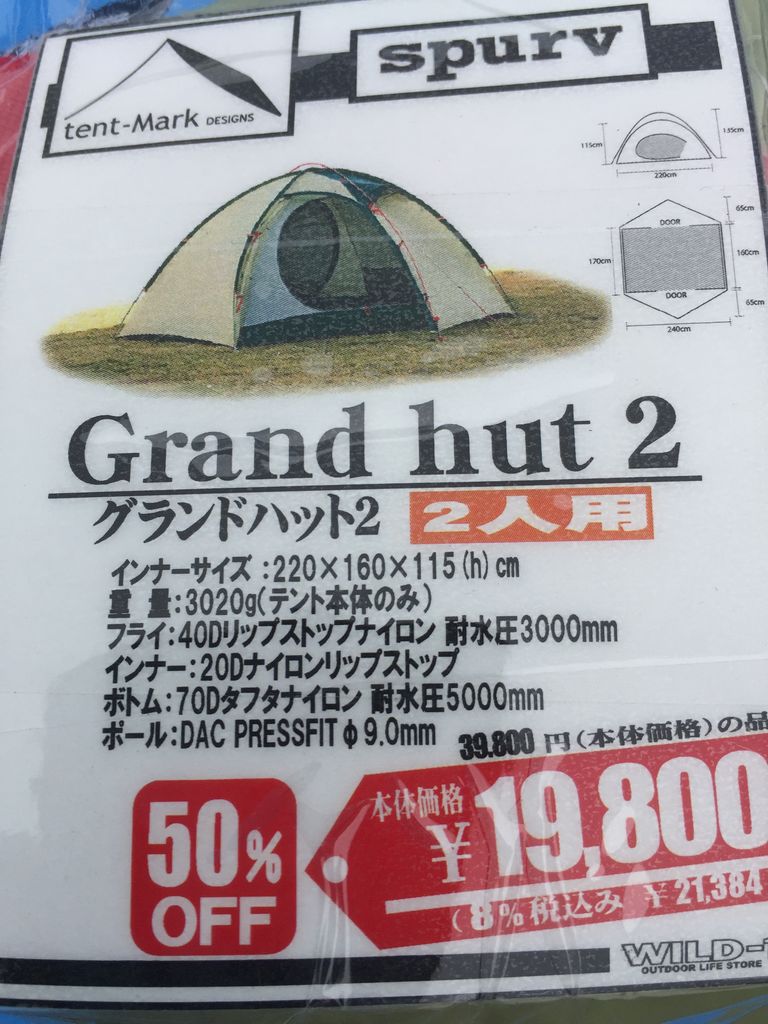 tent-Mark DESIGNS
spurv
115cm
135cm
220cm
DOOR
65cm
170cm
160cm
DOOR
65cm
240cm
Grand hut 2
グランドハット2 2人用
インナーサイズ:220×160×115(h)cm
重 量:3020g(テント本体のみ)
フライ:40Dリップストップナイロン 耐水圧3000mm
インナー:20Dナイロンリップストップ
ボトム:70Dタフタナイロン 耐水圧5000mm
ポール:DAC PRESSFIT φ9.0mm
39.800 円(本体価格)の品
50% OFF
本体価格
¥19,800
(8%税込み ¥21,384
WILD-
OUTDOOR LIFE STORE